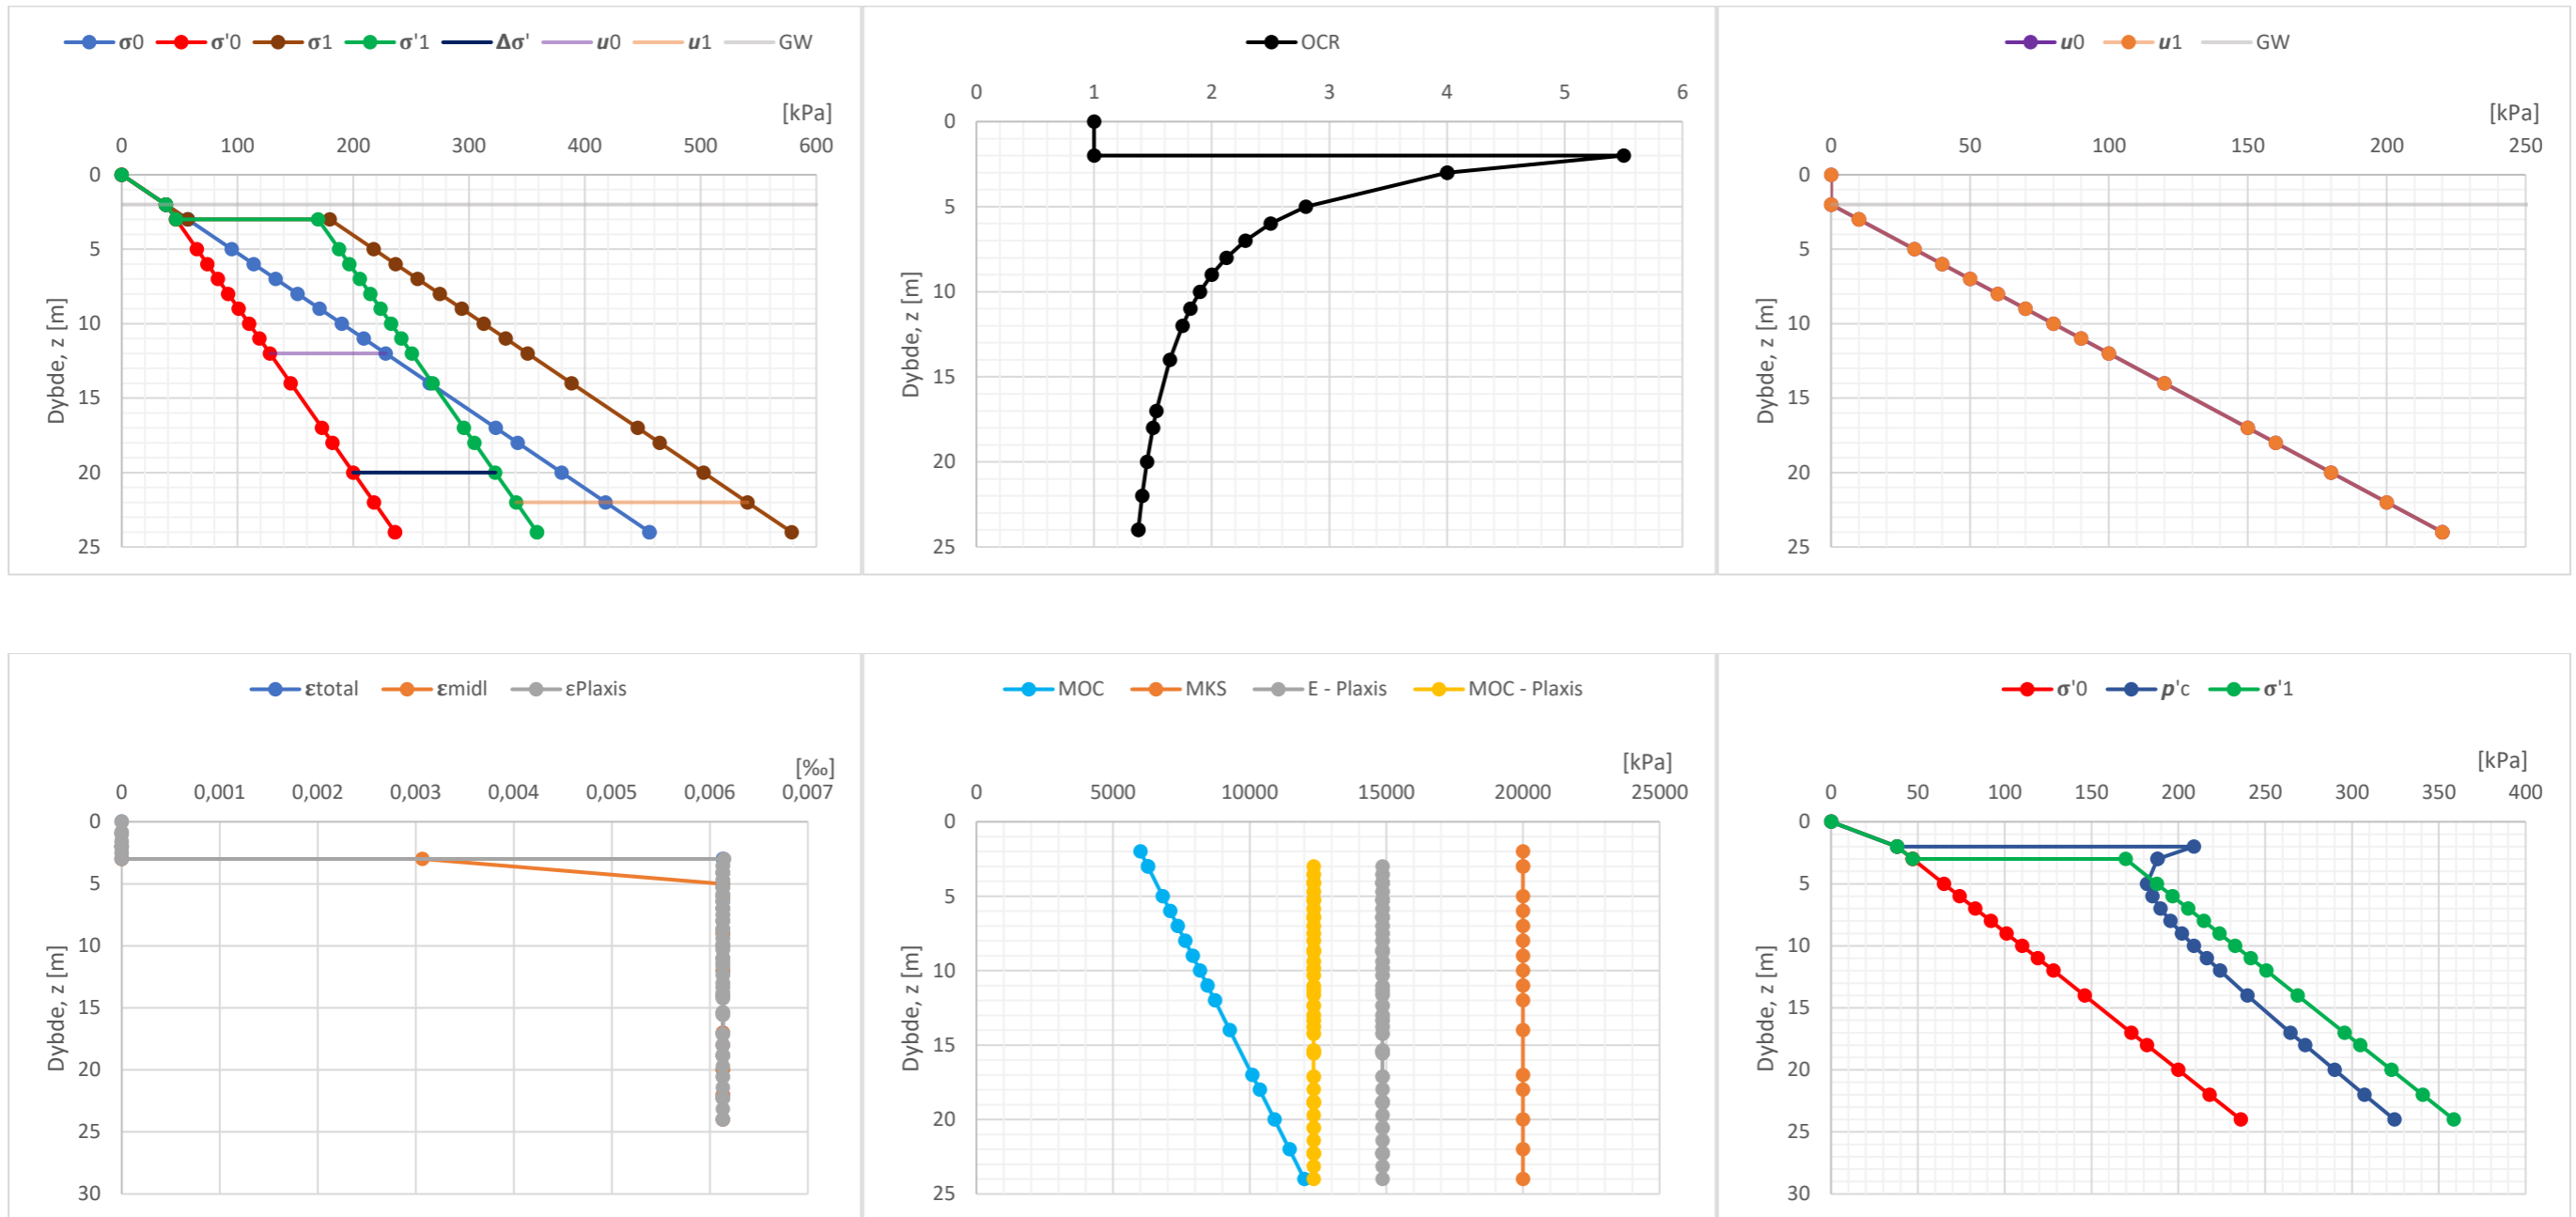 σ0 σ'0 σ1 σ'1 Δσ' u0 u1 GW
[kPa]
0 100 200 300 400 500 600
0
5
10
15
20
25
Dybde, z [m]
OCR
0 1 2 3 4 5 6
0
5
10
15
20
25
Dybde, z [m]
u0 u1 GW
[kPa]
0 50 100 150 200 250
0
5
10
15
20
25
Dybde, z [m]
εtotal εmidl εPlaxis
[‰]
0 0,001 0,002 0,003 0,004 0,005 0,006 0,007
0
5
10
15
20
25
30
Dybde, z [m]
MOC MKS E - Plaxis MOC - Plaxis
[kPa]
0 5000 10000 15000 20000 25000
0
5
10
15
20
25
Dybde, z [m]
σ'0 p'c σ'1
[kPa]
0 50 100 150 200 250 300 350 400
0
5
10
15
20
25
30
Dybde, z [m]